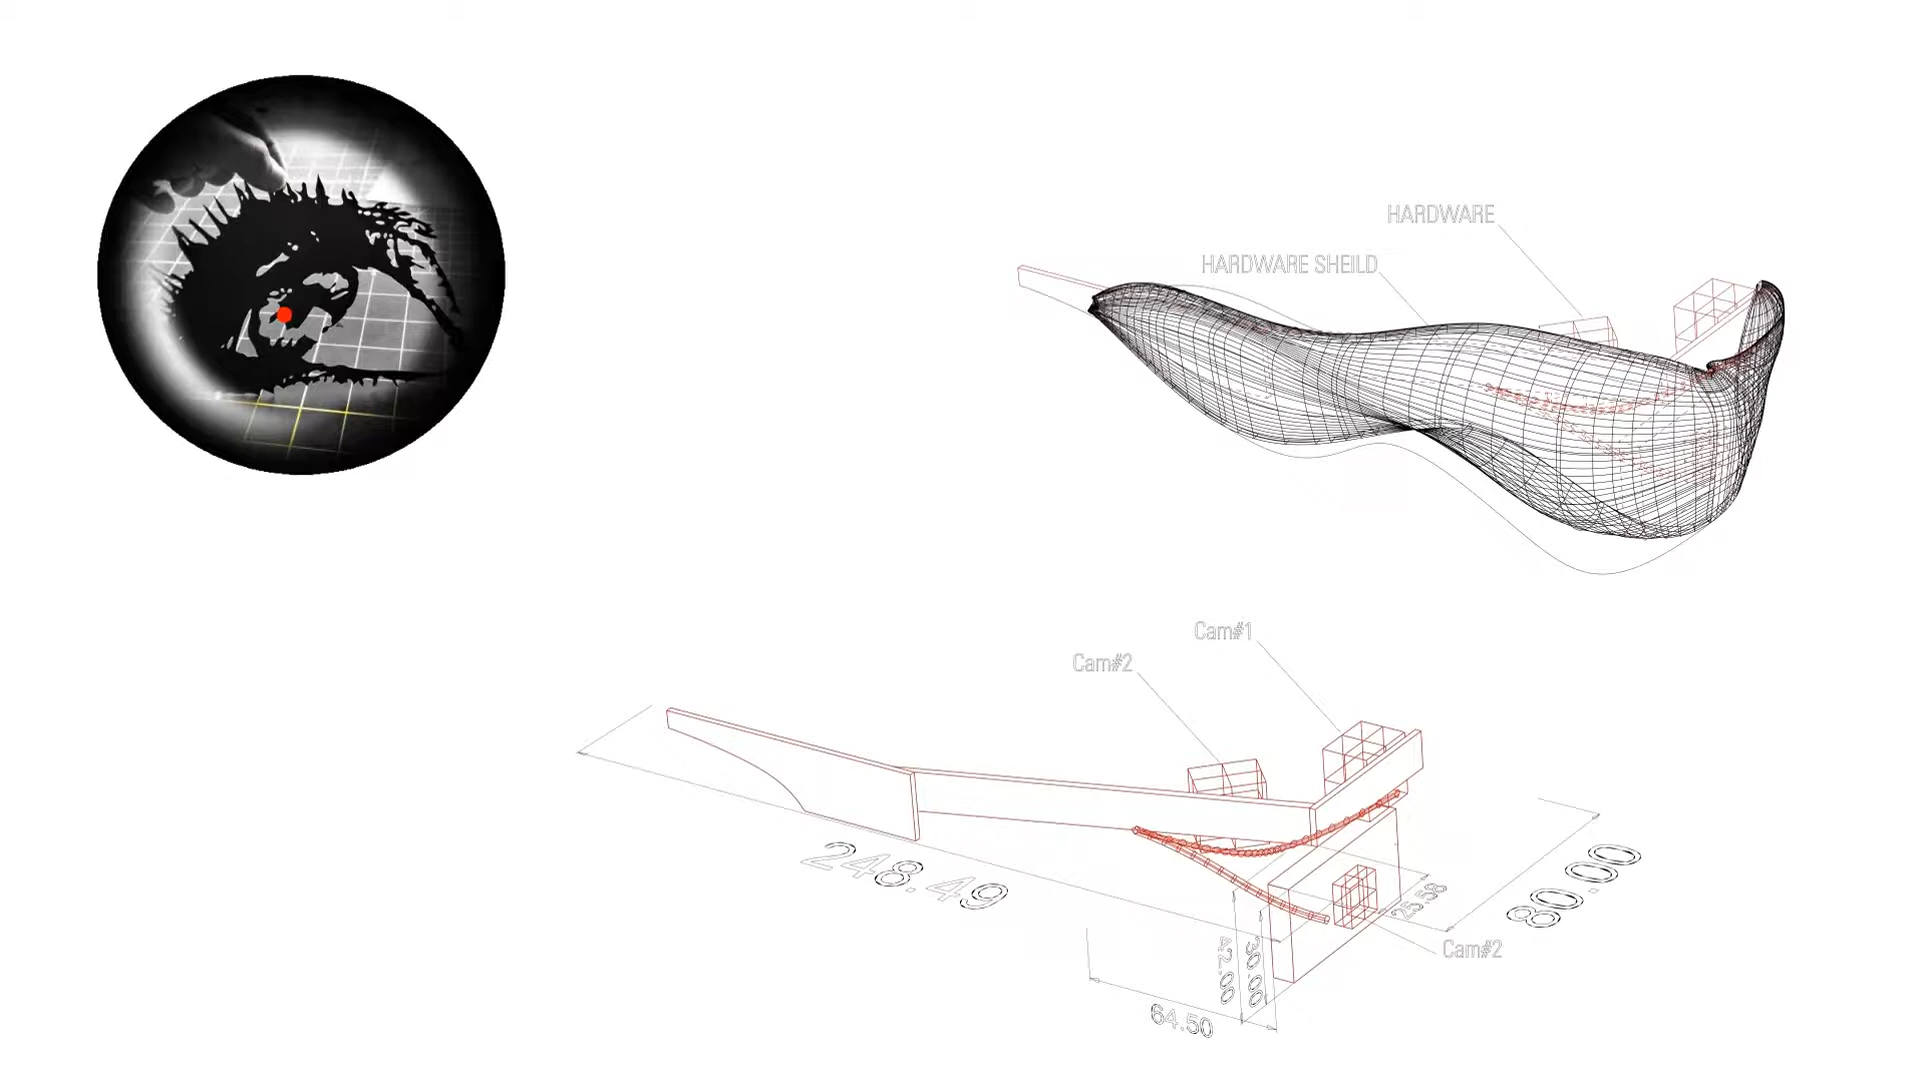 HARDWARE
HARDWARE SHEILD
Cam#1
Cam#2
248.49
80.00
25.58
Cam#2
42.00
30.00
64.50